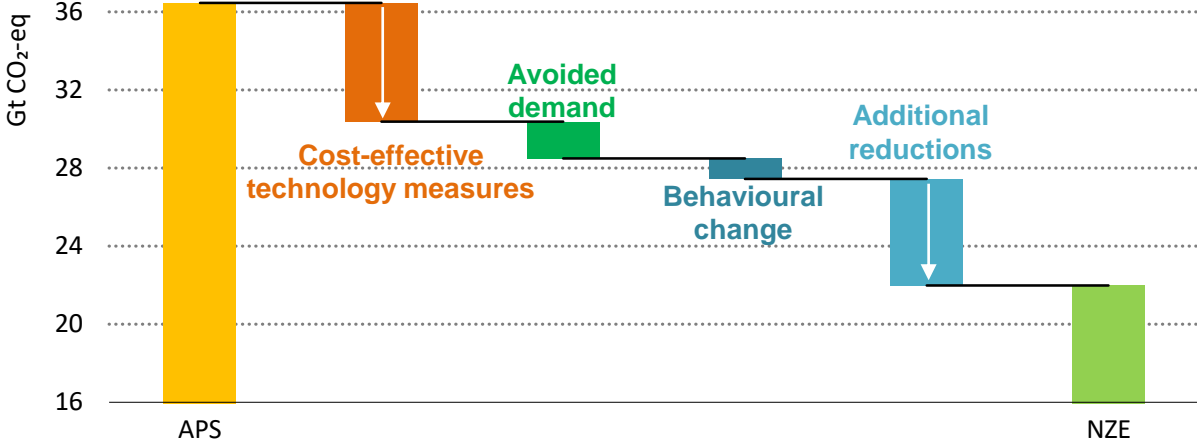 Gt CO₂-eq
36
32
28
24
20
16
Avoided
demand
Cost-effective
technology measures
Behavioural
change
Additional
reductions
APS
NZE